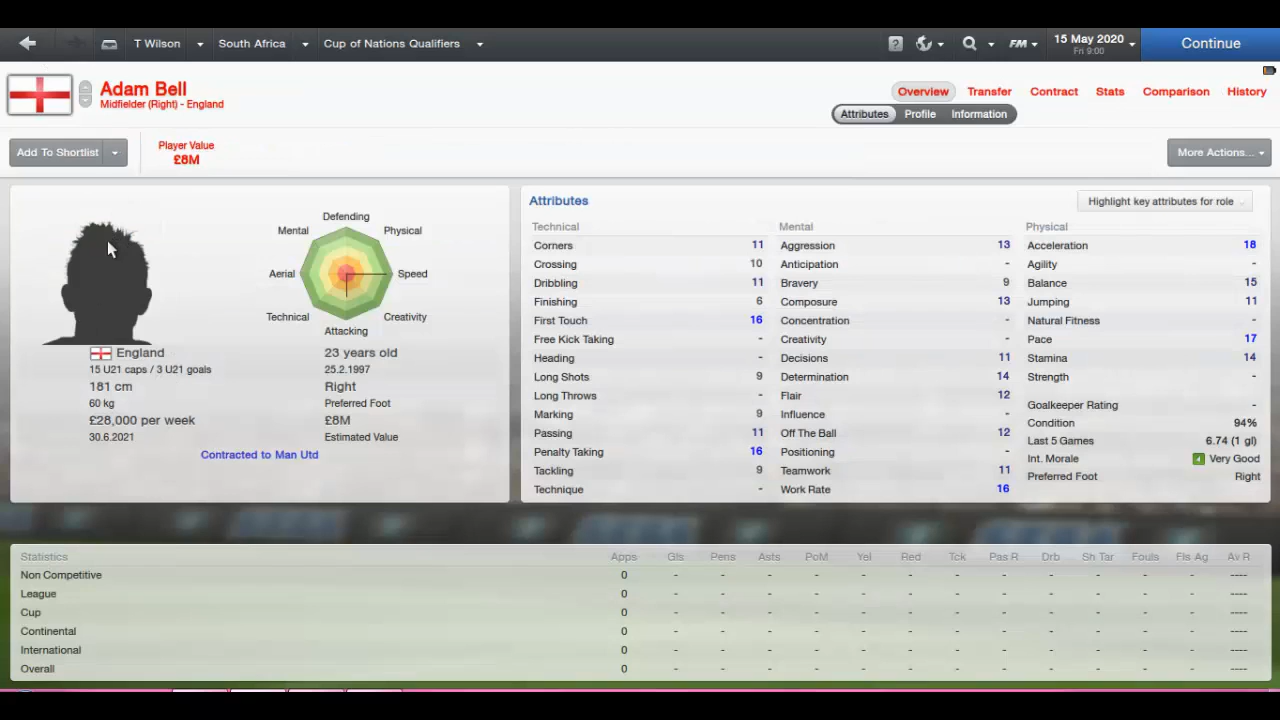 T Wilson South Africa Cup of Nations Qualifiers ? FM 15 May 2020 Continue
Fri 9:00
Adam Bell
Midfielder (Right) - England
Overview Transfer Contract Stats Comparison History
Attributes Profile Information
Add To Shortlist Player Value More Actions...
£8M
Defending
Mental Physical
Aerial Speed
Technical Creativity
Attacking
England 23 years old
15 U21 caps / 3 U21 goals 25.2.1997
181 cm Right
60 kg Preferred Foot
£28,000 per week £8M
30.6.2021 Estimated Value
Contracted to Man Utd
Attributes Highlight key attributes for role
Technical Mental Physical
Corners 11 Aggression 13 Acceleration 18
Crossing 10 Anticipation - Agility -
Dribbling 11 Bravery 9 Balance 15
Finishing 6 Composure 13 Jumping 11
First Touch 16 Concentration - Natural Fitness -
Free Kick Taking - Creativity - Pace 17
Heading - Decisions 11 Stamina 14
Long Shots 9 Determination 14 Strength -
Long Throws - Flair 12
Goalkeeper Rating -
Marking 9 Influence -
Condition 94%
Passing 11 Off The Ball 12
Last 5 Games 6.74 (1 gl)
Penalty Taking 16 Positioning -
Int. Morale Very Good
Tackling 9 Teamwork 11
Preferred Foot Right
Technique - Work Rate 16
Statistics Apps Gls Pens Asts PoM Yel Red Tck Pas R Drb Sh Tar Fouls Fls Ag Av R
Non Competitive 0 - - - - - - - - - - - - ----
League 0 - - - - - - - - - - - - ----
Cup 0 - - - - - - - - - - - - ----
Continental 0 - - - - - - - - - - - - ----
International 0 - - - - - - - - - - - - ----
Overall 0 - - - - - - - - - - - - ----